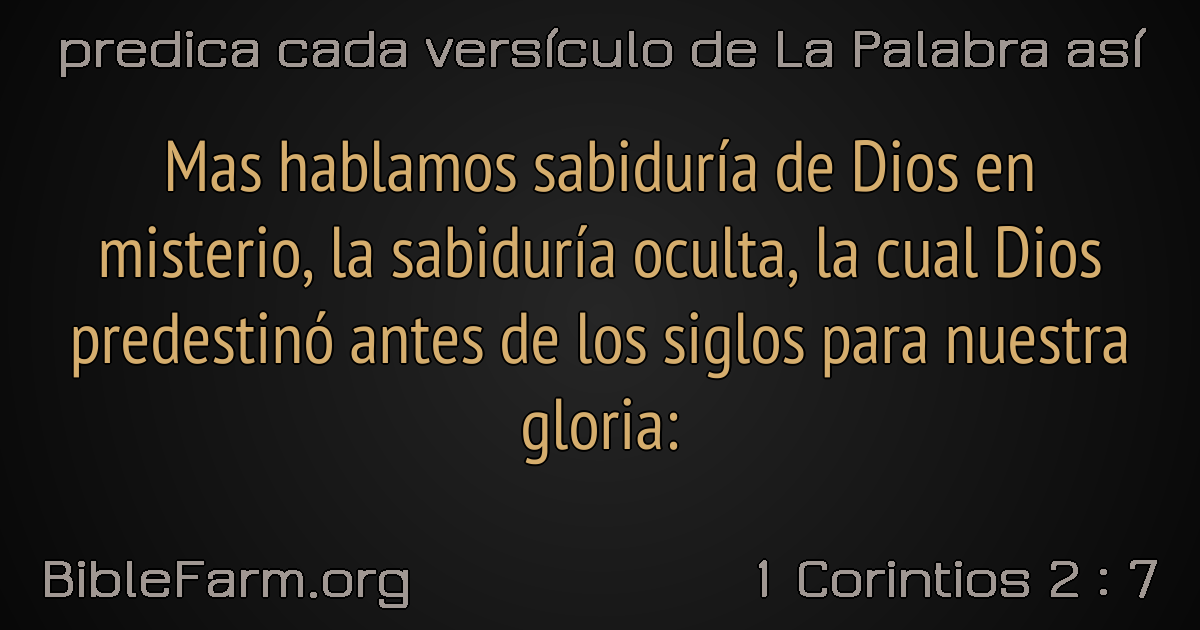 predica cada versículo de La Palabra así
Mas hablamos sabiduría de Dios en
misterio, la sabiduría oculta, la cual Dios
predestinó antes de los siglos para nuestra
gloria:
BibleFarm.org
1 Corintios 2 : 7